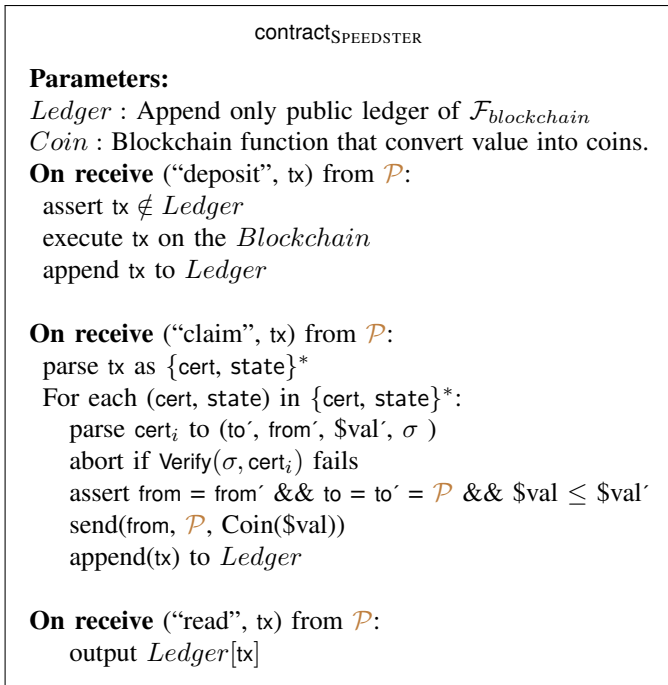 contract_SPEEDSTER
Parameters:
Ledger : Append only public ledger of ℱ_blockchain
Coin : Blockchain function that convert value into coins.
On receive (“deposit”, tx) from 𝒫:
assert tx ∉ Ledger
execute tx on the Blockchain
append tx to Ledger
On receive (“claim”, tx) from 𝒫:
parse tx as {cert, state}*
For each (cert, state) in {cert, state}*:
parse cert_i to (to´, from´, $val´, σ )
abort if Verify(σ, cert_i) fails
assert from = from´ && to = to´ = 𝒫 && $val ≤ $val´
send(from, 𝒫, Coin($val))
append(tx) to Ledger
On receive (“read”, tx) from 𝒫:
output Ledger[tx]